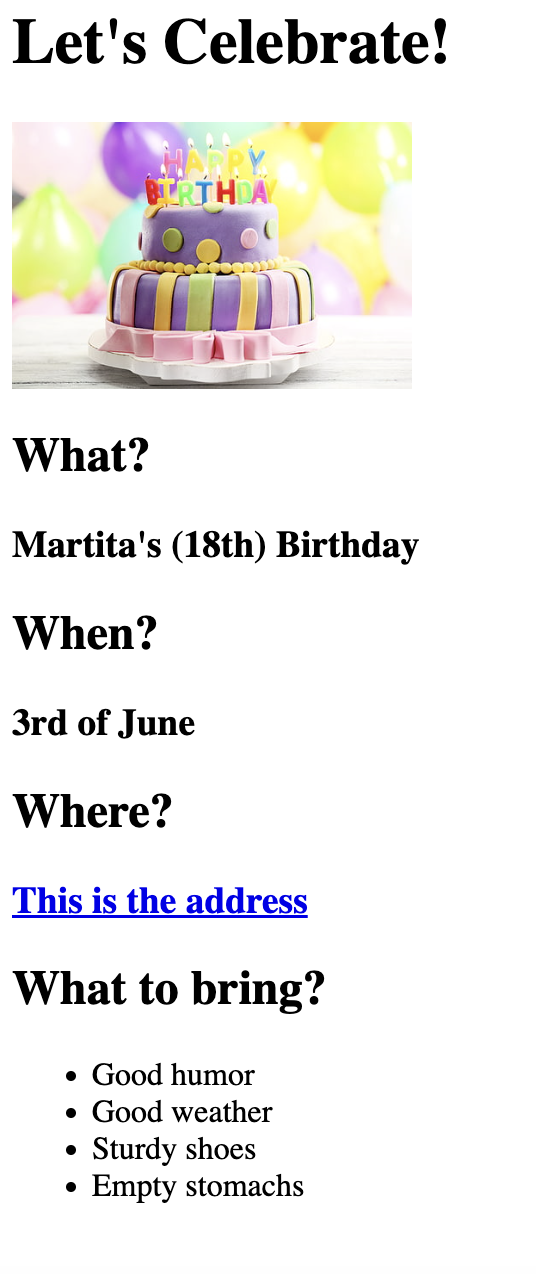 Let's Celebrate!
HAPPY
BIRTHDAY
What?
Martita's (18th) Birthday
When?
3rd of June
Where?
This is the address
What to bring?
Good humor
Good weather
Sturdy shoes
Empty stomachs